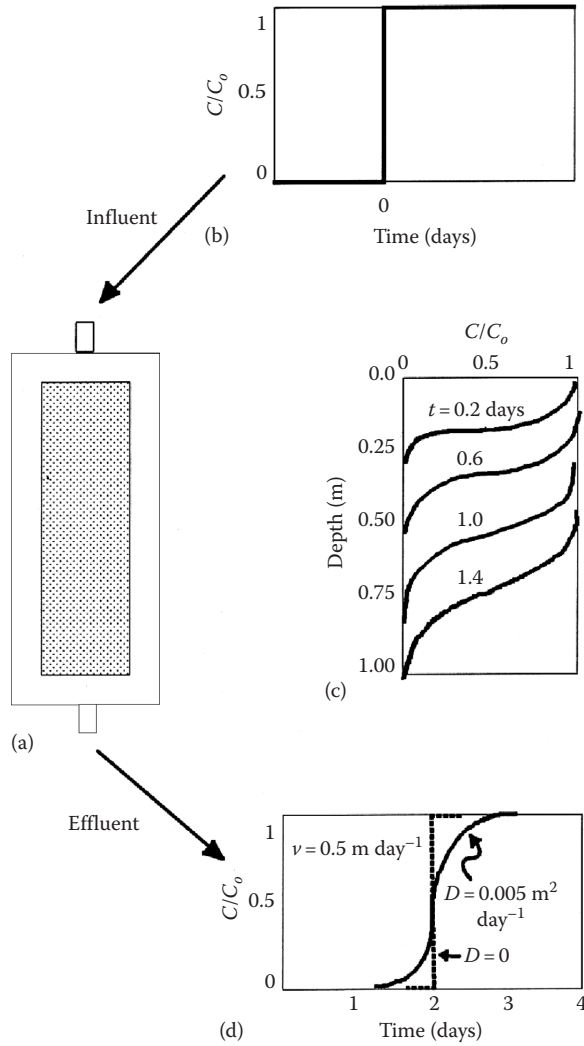 1
0.5
0
C/Co
0
Time (days)
(b)
Influent
(a)
C/Co
0 0.5 1
0.0
0.25
0.50
0.75
1.00
Depth (m)
t = 0.2 days
0.6
1.0
1.4
(c)
Effluent
1
0.5
0
C/Co
v = 0.5 m day⁻¹
D = 0.005 m²
day⁻¹
D = 0
1 2 3 4
Time (days)
(d)